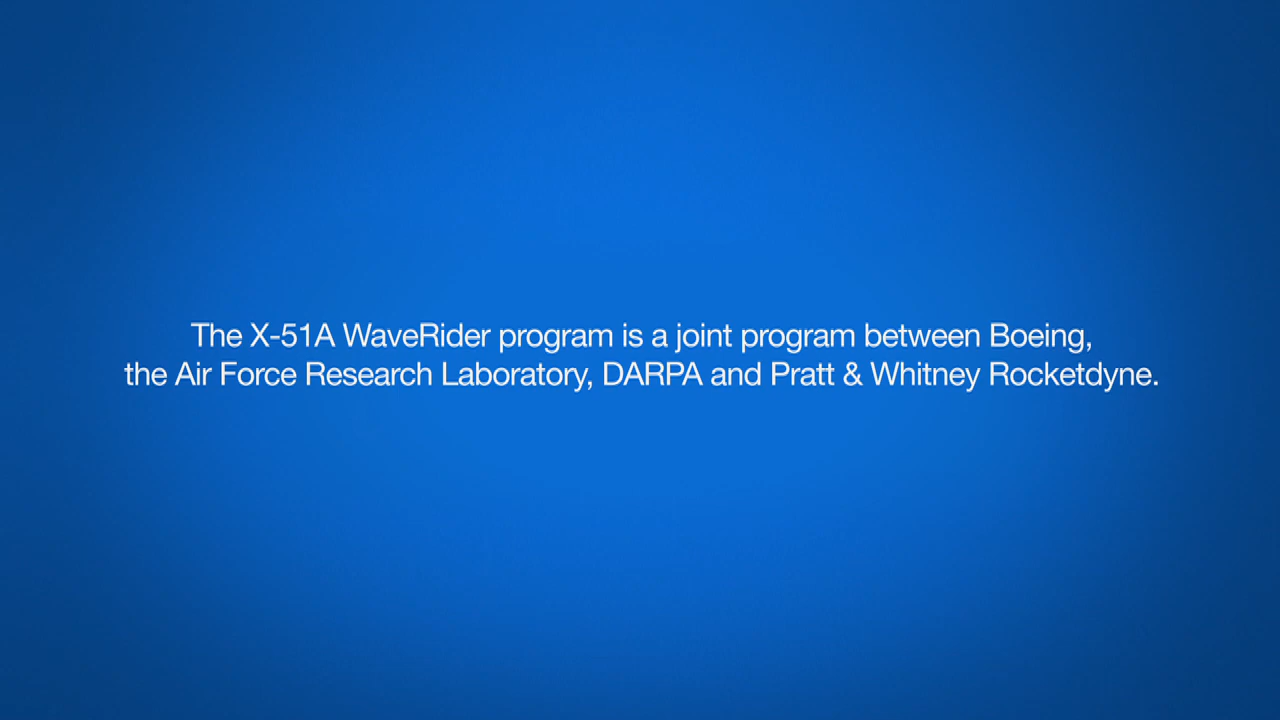 The X-51A WaveRider program is a joint program between Boeing,
the Air Force Research Laboratory, DARPA and Pratt & Whitney Rocketdyne.